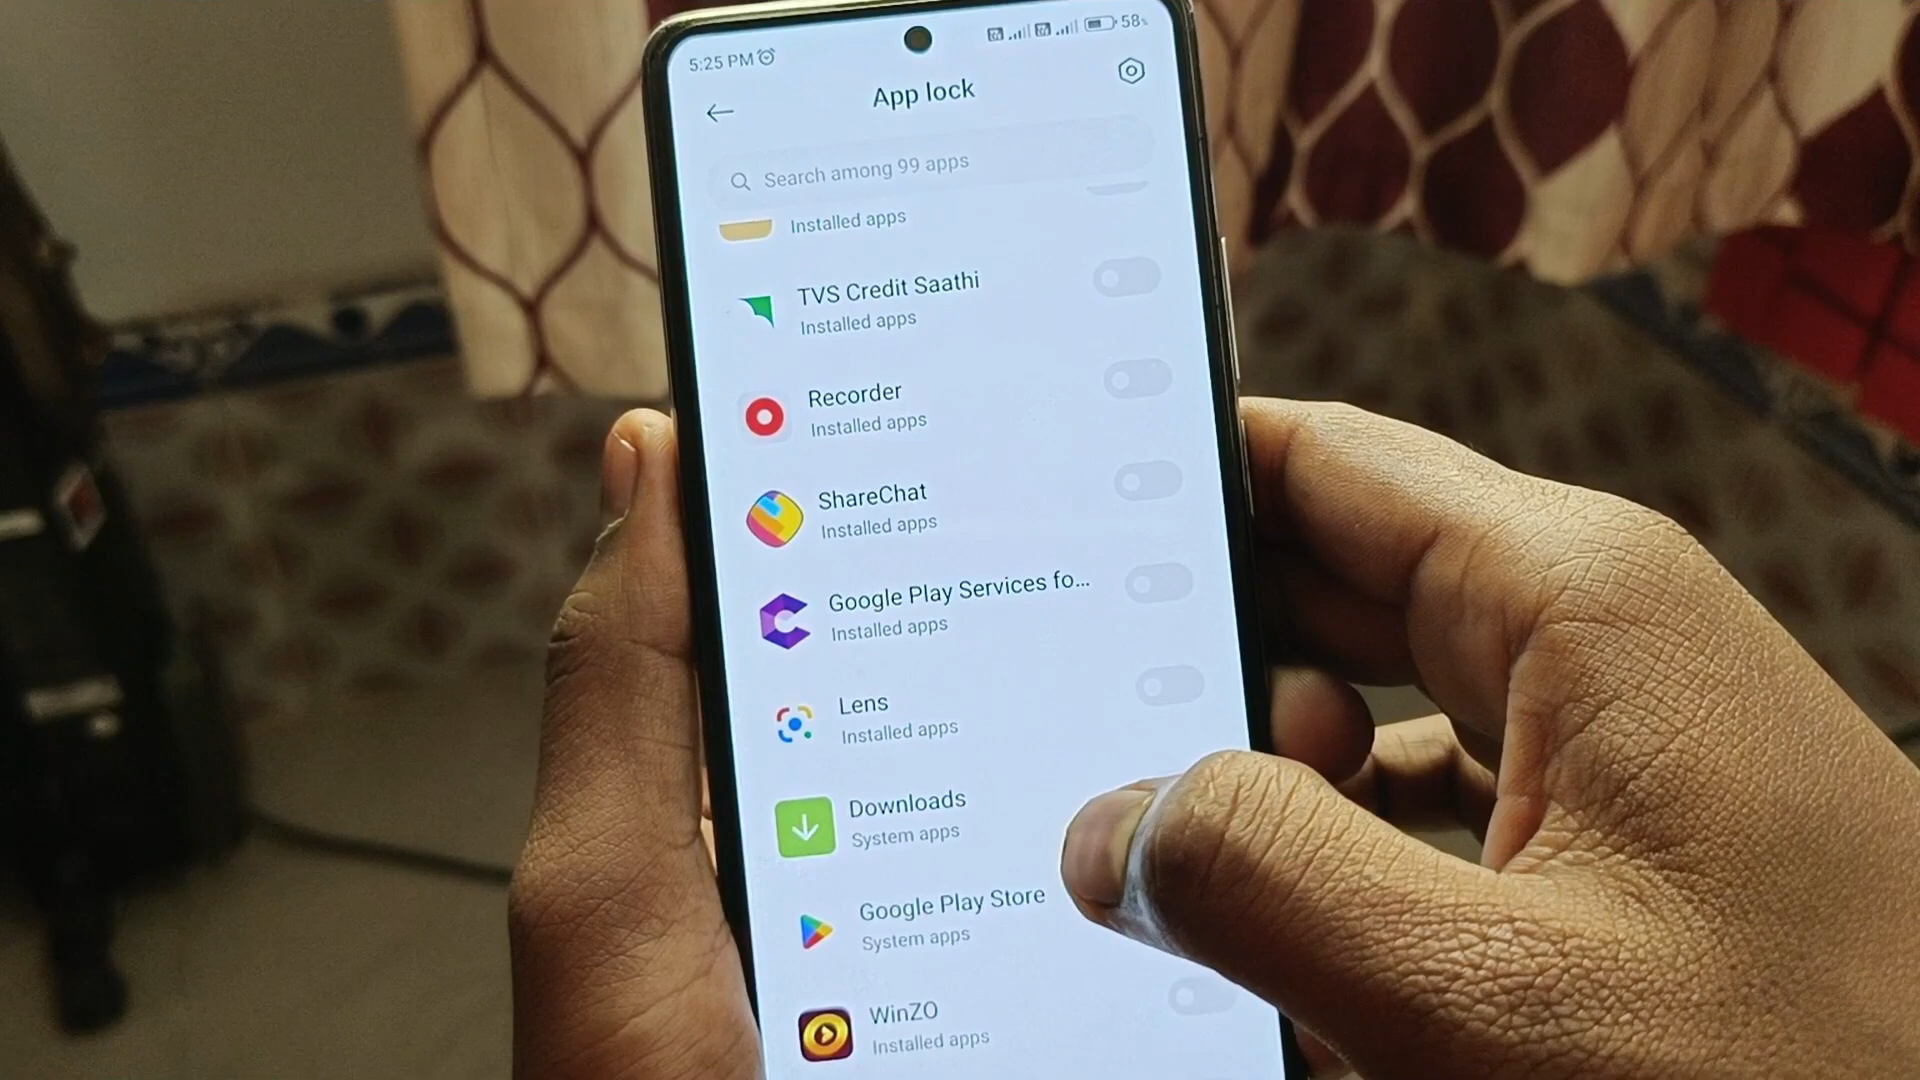 5:25 PM
58%
App lock
Search among 99 apps
Installed apps
TVS Credit Saathi
Installed apps
Recorder
Installed apps
ShareChat
Installed apps
Google Play Services fo...
Installed apps
Lens
Installed apps
Downloads
System apps
Google Play Store
System apps
WinZO
Installed apps